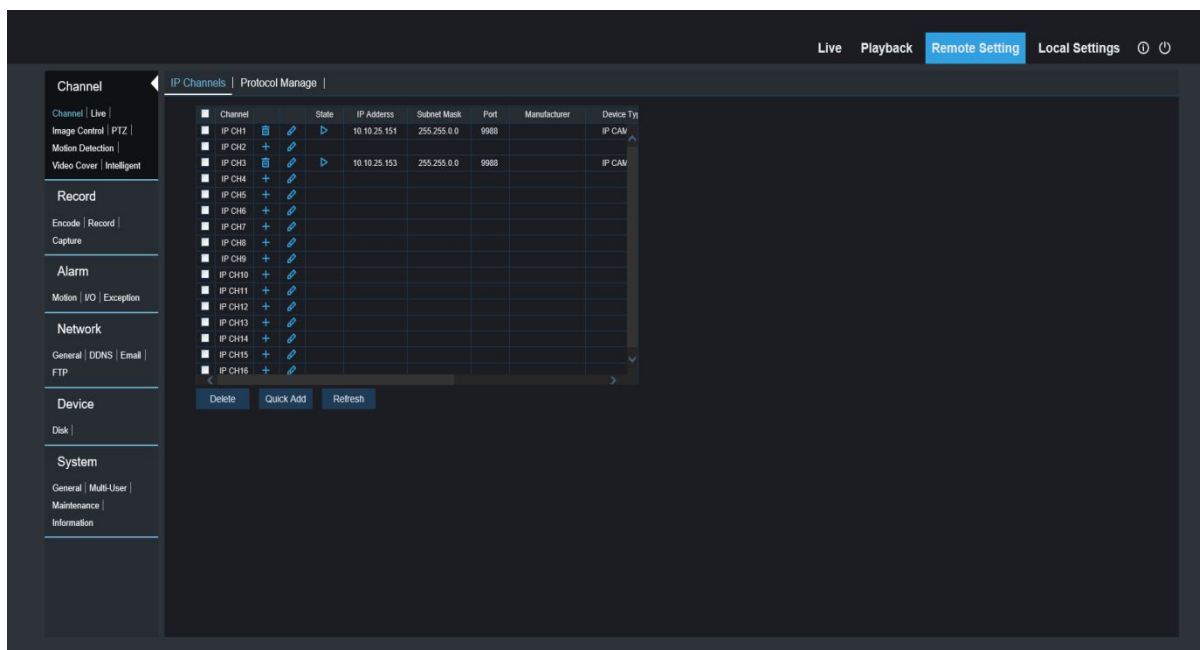 Live Playback Remote Setting Local Settings
Channel
Channel | Live |
Image Control | PTZ |
Motion Detection |
Video Cover | Intelligent
Record
Encode | Record |
Capture
Alarm
Motion | I/O | Exception
Network
General | DDNS | Email |
FTP
Device
Disk |
System
General | Multi-User |
Maintenance |
Information
IP Channels | Protocol Manage |
Channel State IP Adderss Subnet Mask Port Manufacturer Device Ty
IP CH1 10.10.25.151 255.255.0.0 9988 IP CAM
IP CH2
IP CH3 10.10.25.153 255.255.0.0 9988 IP CAM
IP CH4
IP CH5
IP CH6
IP CH7
IP CH8
IP CH9
IP CH10
IP CH11
IP CH12
IP CH13
IP CH14
IP CH15
IP CH16
Delete Quick Add Refresh